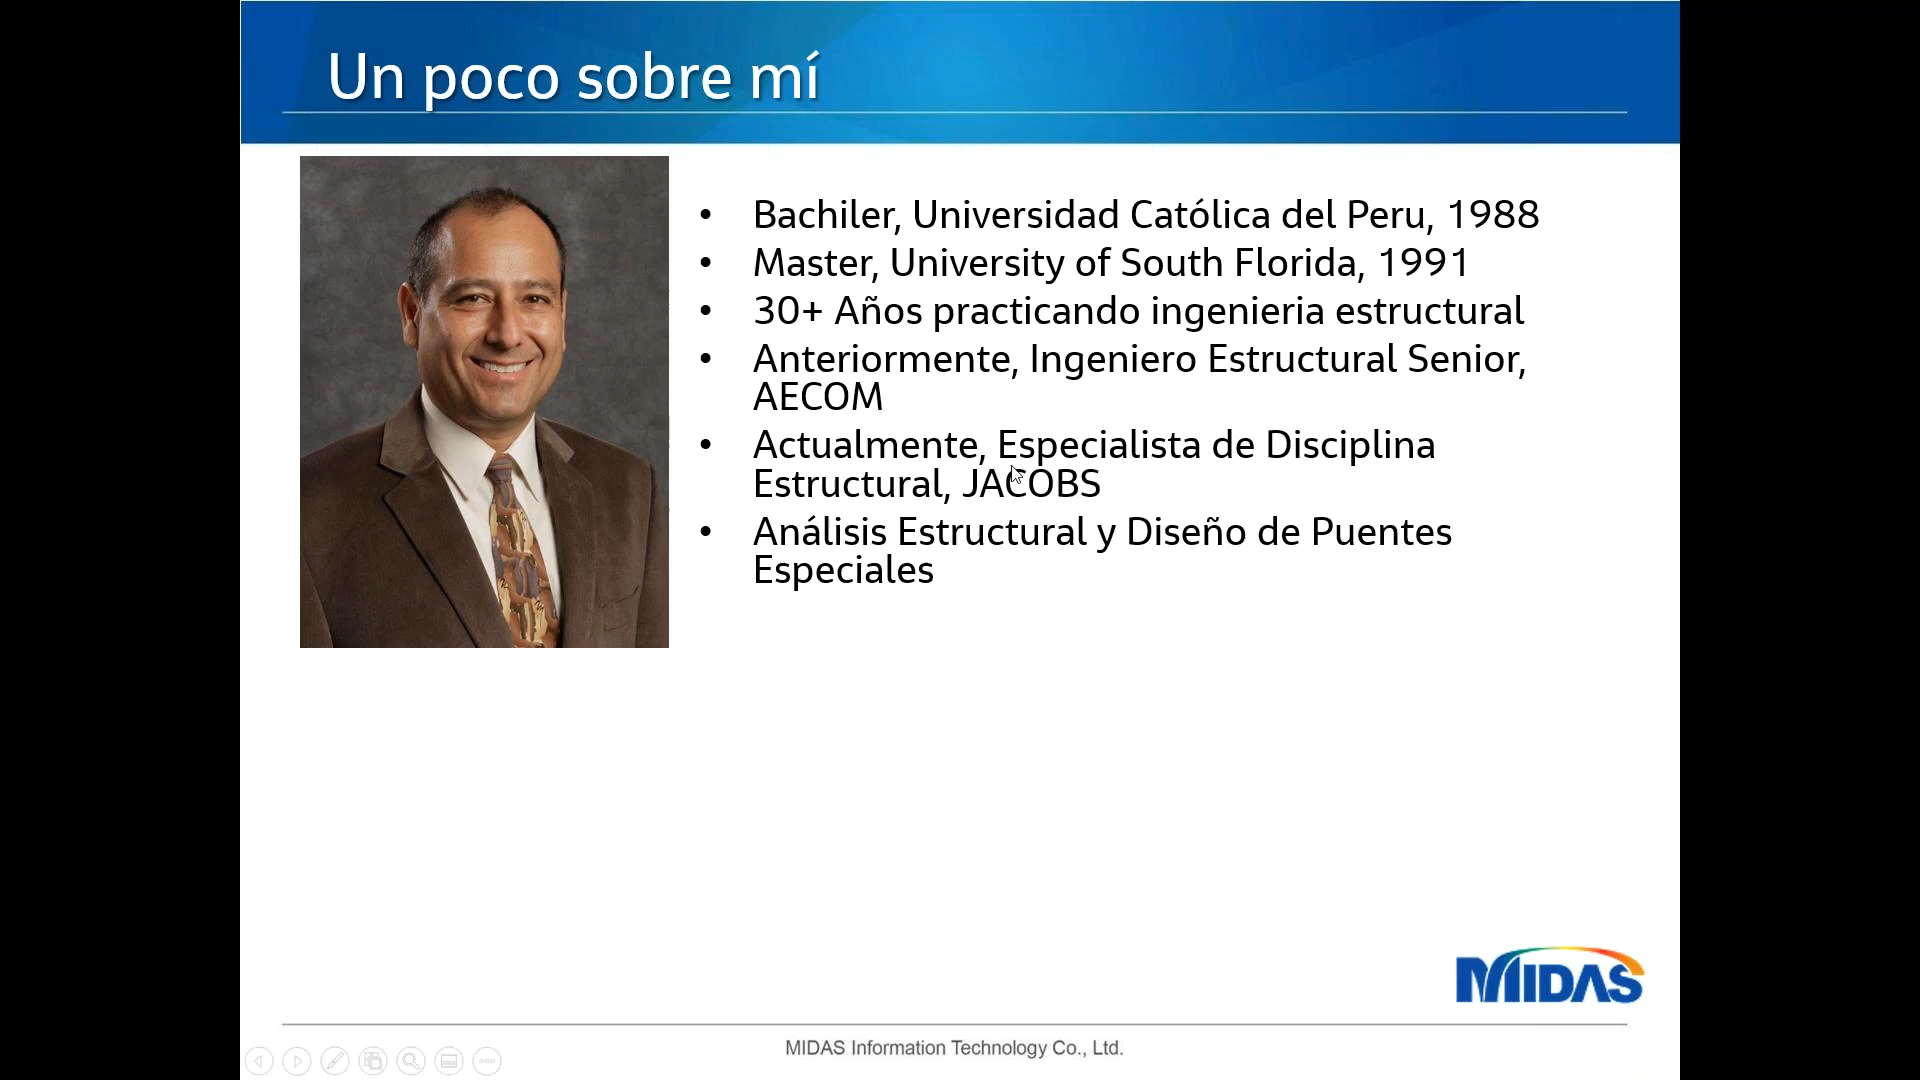 Un poco sobre mí
• Bachiler, Universidad Católica del Peru, 1988
• Master, University of South Florida, 1991
• 30+ Años practicando ingenieria estructural
• Anteriormente, Ingeniero Estructural Senior,
AECOM
• Actualmente, Especialista de Disciplina
Estructural, JACOBS
• Análisis Estructural y Diseño de Puentes
Especiales
MIDAS
MIDAS Information Technology Co., Ltd.